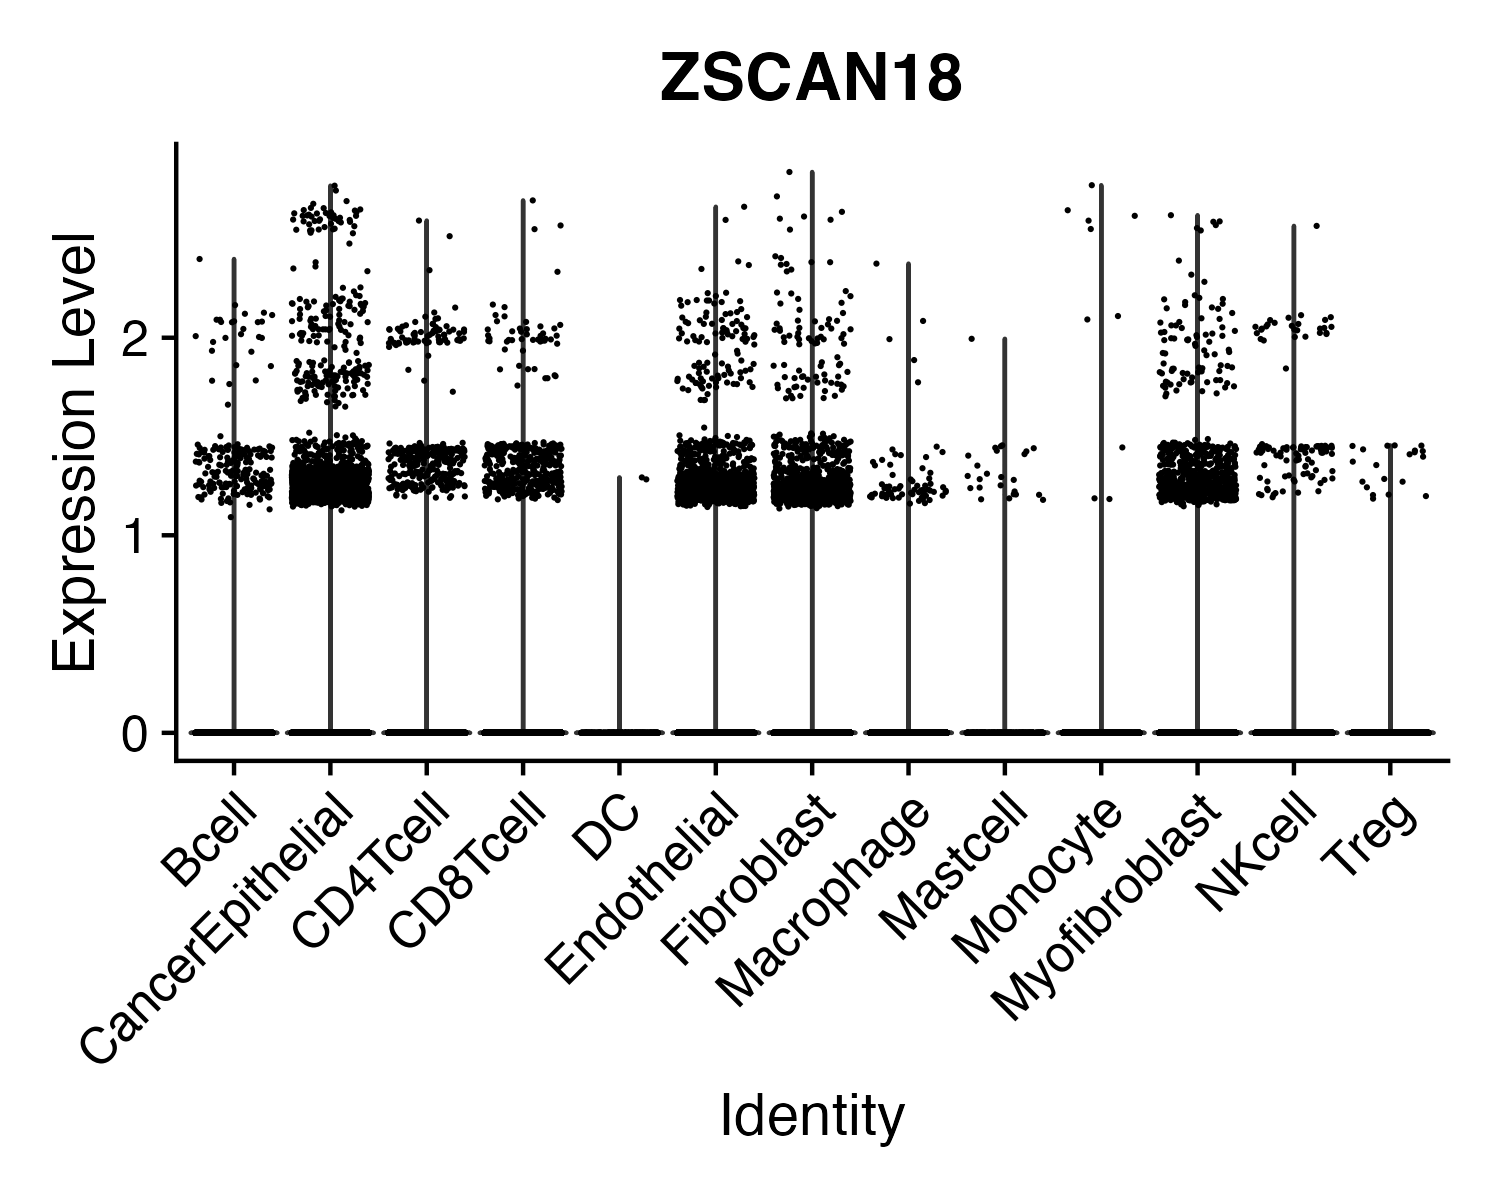 ZSCAN18
Expression Level
2
1
0
Bcell
CancerEpithelial
CD4Tcell
CD8Tcell
DC
Endothelial
Fibroblast
Macrophage
Mastcell
Monocyte
Myofibroblast
NKcell
Treg
Identity